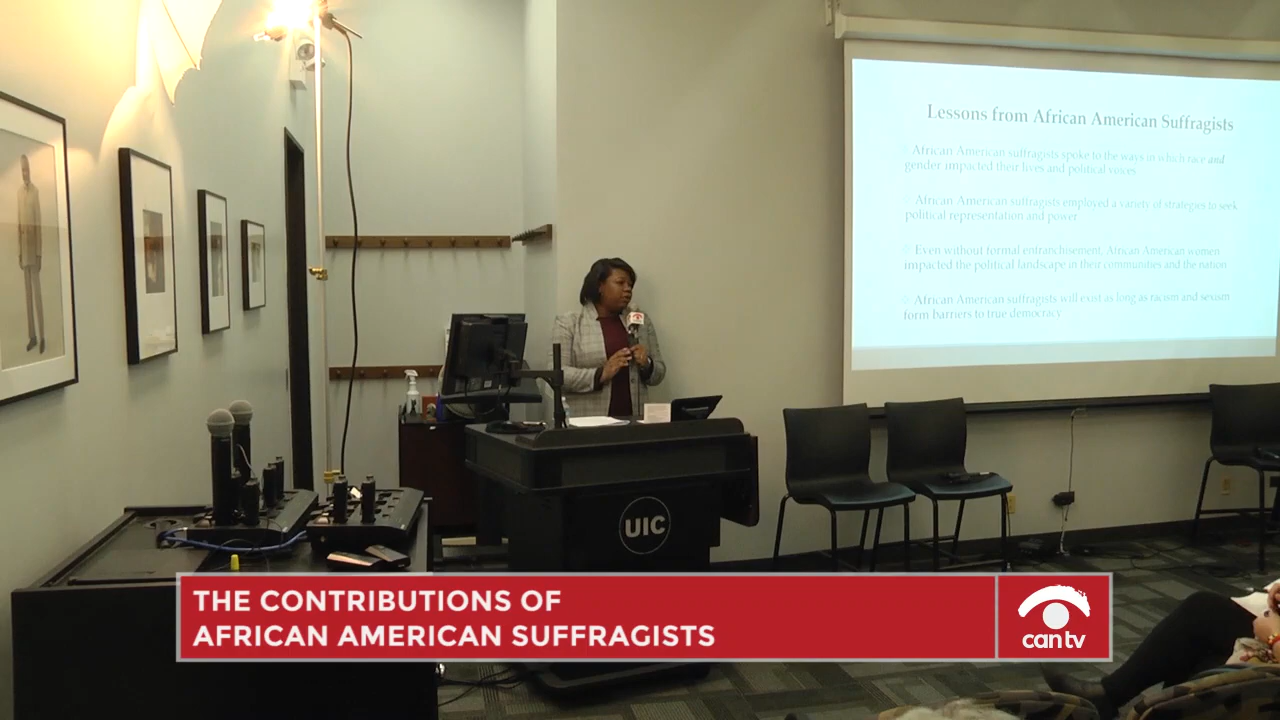 Lessons from African American Suffragists
African American suffragists spoke to the ways in which race and
gender impacted their lives and political voices
African American suffragists employed a variety of strategies to seek
political representation and power
Even without formal enfranchisement, African American women
impacted the political landscape in their communities and the nation
African American suffragists will exist as long as racism and sexism
form barriers to true democracy
UIC
THE CONTRIBUTIONS OF
AFRICAN AMERICAN SUFFRAGISTS
can tv